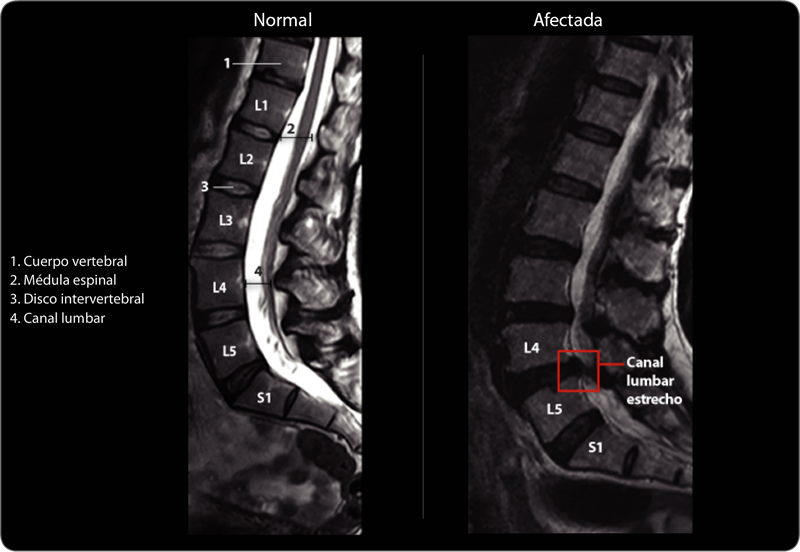 Normal
Afectada
1
L1
2
L2
3
L3
4
L4
L5
S1
1. Cuerpo vertebral
2. Médula espinal
3. Disco intervertebral
4. Canal lumbar
L4
Canal
lumbar
estrecho
L5
S1